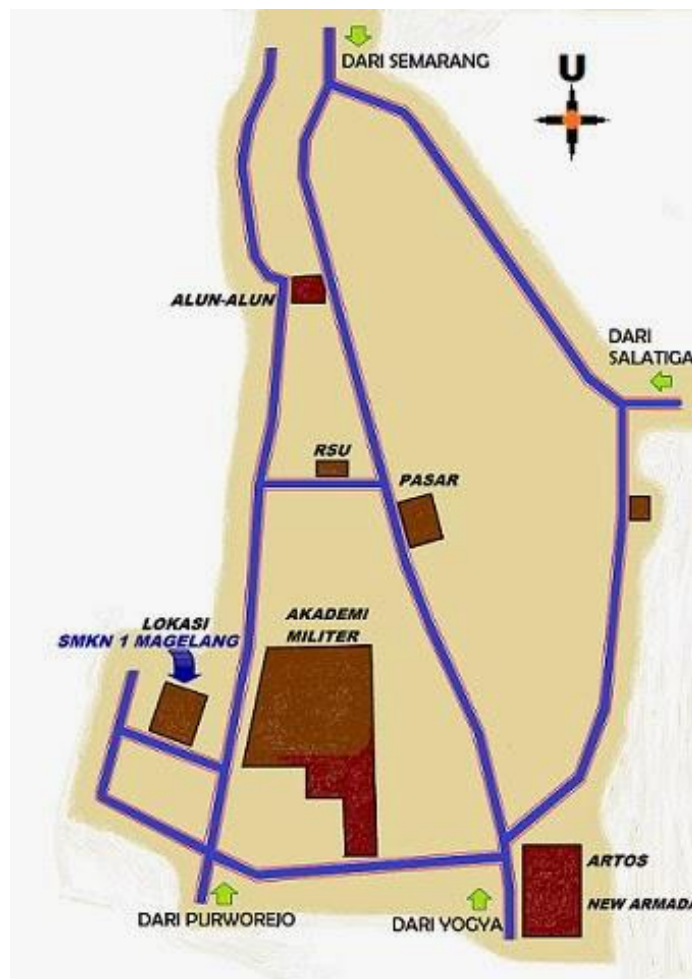 DARI SEMARANG
U
ALUN-ALUN
DARI
SALATIGA
RSU
PASAR
LOKASI
SMKN 1 MAGELANG
AKADEMI
MILITER
ARTOS
NEW ARMADA
DARI PURWOREJO
DARI YOGYA